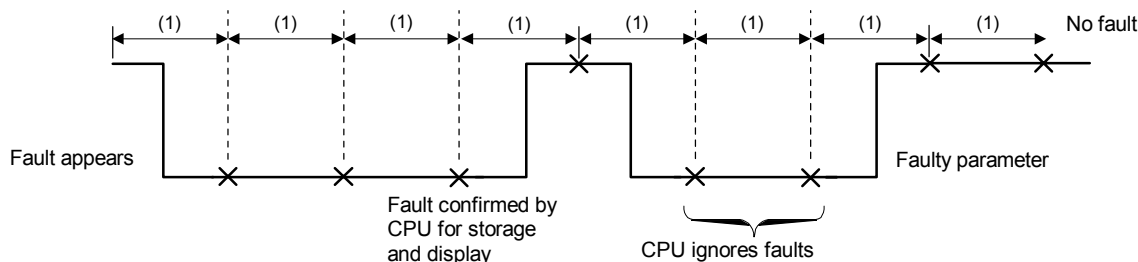 (1) (1) (1) (1) (1) (1) (1) (1) No fault
Fault appears
Faulty parameter
Fault confirmed by
CPU for storage
and display
CPU ignores faults